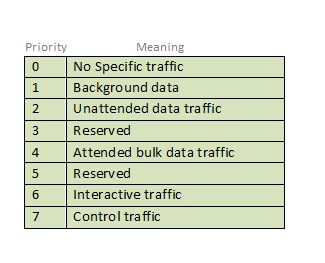 Priority Meaning
0 No Specific traffic
1 Background data
2 Unattended data traffic
3 Reserved
4 Attended bulk data traffic
5 Reserved
6 Interactive traffic
7 Control traffic